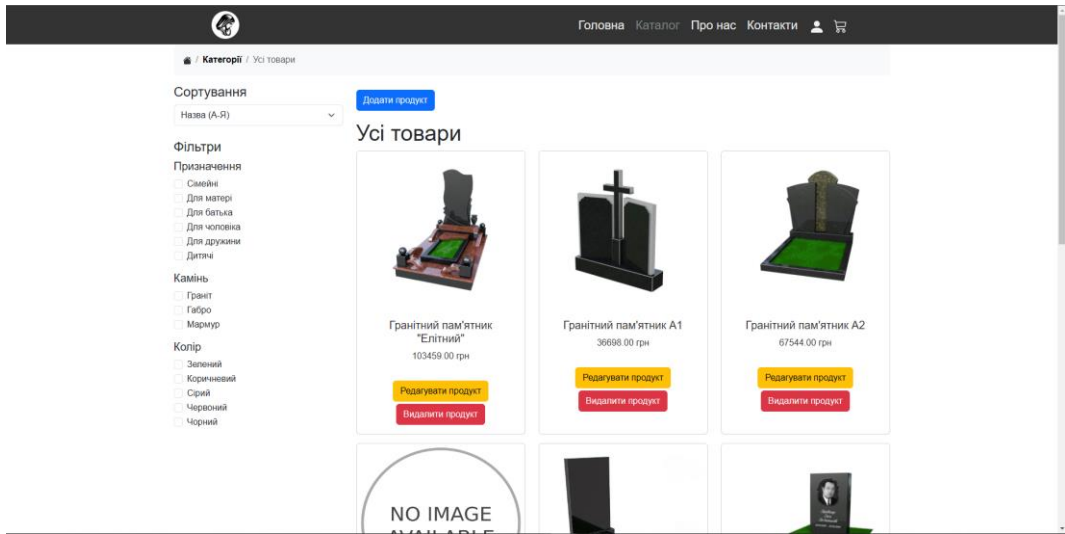 Головна Каталог Про нас Контакти
/ Категорії / Усі товари
Сортування
Назва (А-Я)
Фільтри
Призначення
Сімейні
Для матері
Для батька
Для чоловіка
Для дружини
Дитячі
Камінь
Граніт
Габро
Мармур
Колір
Зелений
Коричневий
Сірий
Червоний
Чорний
Додати продукт
Усі товари
Гранітний пам'ятник
"Елітний"
103459.00 грн
Редагувати продукт
Видалити продукт
Гранітний пам'ятник А1
36698.00 грн
Редагувати продукт
Видалити продукт
Гранітний пам'ятник А2
67544.00 грн
Редагувати продукт
Видалити продукт
NO IMAGE
AVAILABLE